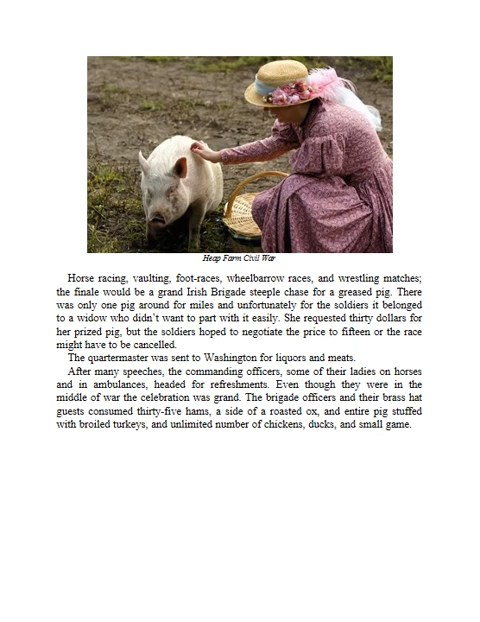 Heap Farm Civil War
Horse racing, vaulting, foot-races, wheelbarrow races, and wrestling matches;
the finale would be a grand Irish Brigade steeple chase for a greased pig. There
was only one pig around for miles and unfortunately for the soldiers it belonged
to a widow who didn’t want to part with it easily. She requested thirty dollars for
her prized pig, but the soldiers hoped to negotiate the price to fifteen or the race
might have to be cancelled.
The quartermaster was sent to Washington for liquors and meats.
After many speeches, the commanding officers, some of their ladies on horses
and in ambulances, headed for refreshments. Even though they were in the
middle of war the celebration was grand. The brigade officers and their brass hat
guests consumed thirty-five hams, a side of a roasted ox, and entire pig stuffed
with broiled turkeys, and unlimited number of chickens, ducks, and small game.